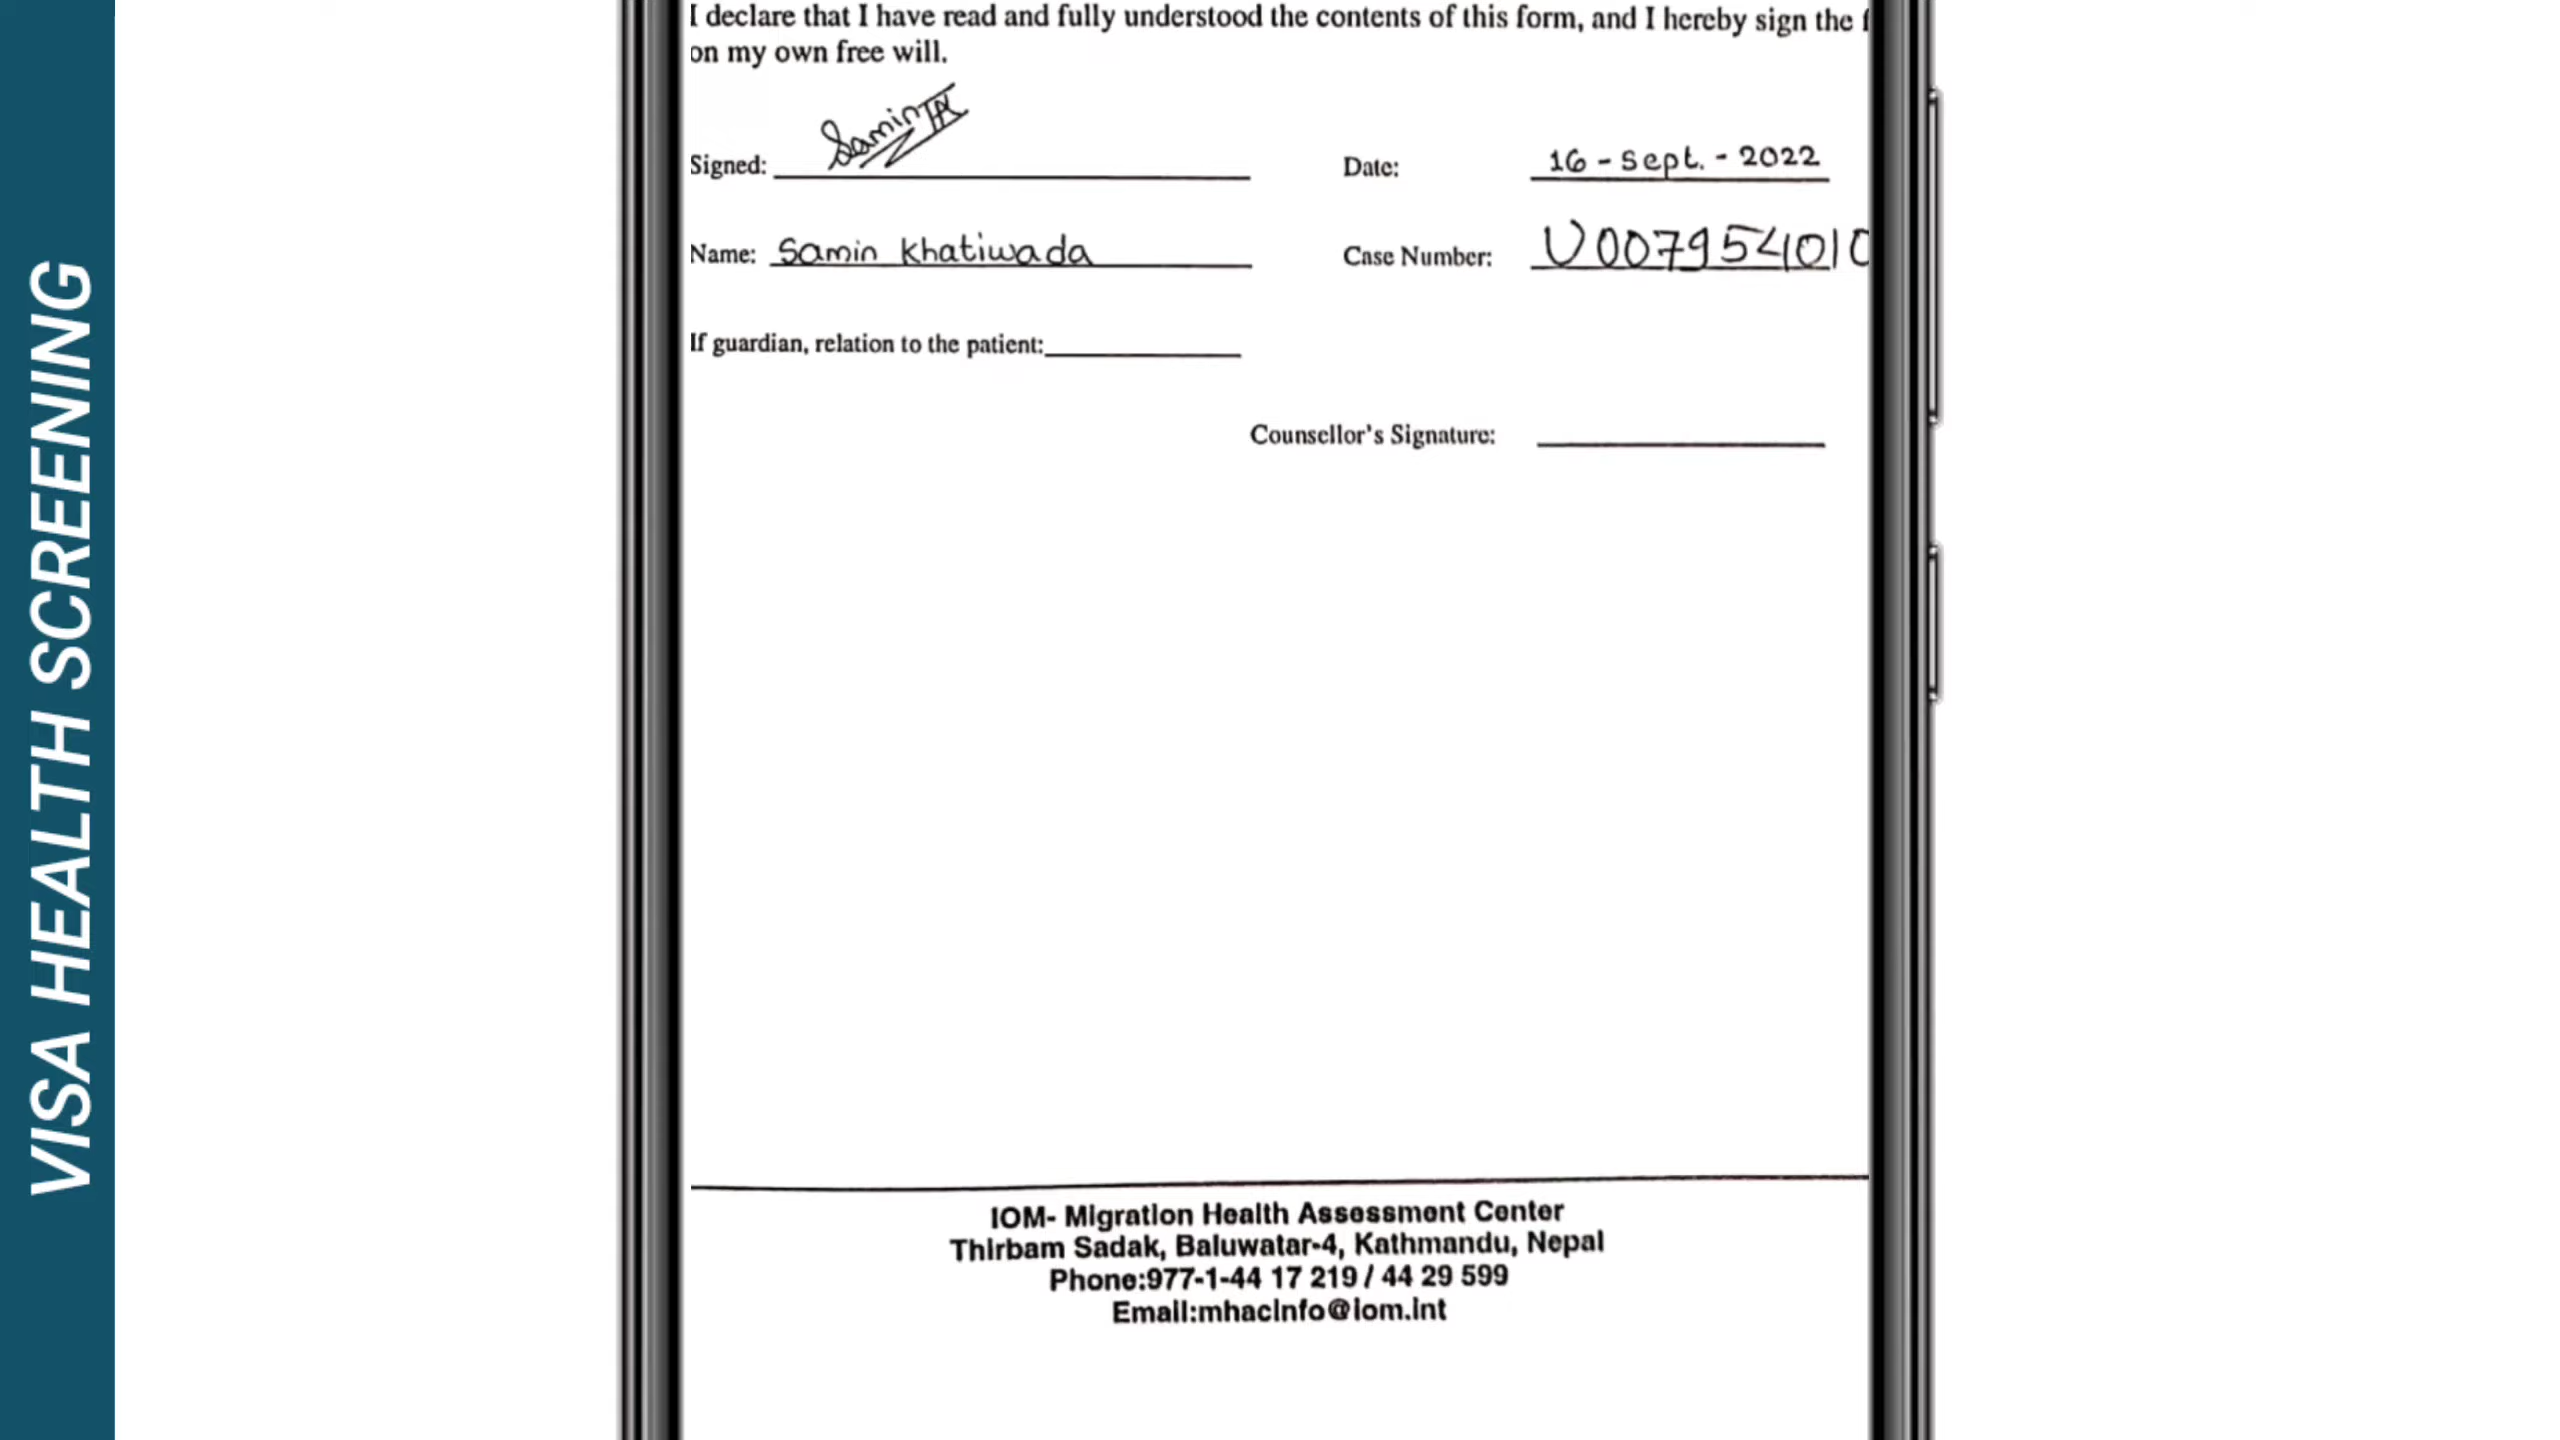 VISA HEALTH SCREENING
I declare that I have read and fully understood the contents of this form, and I hereby sign the
on my own free will.
Signed: Samin Date: 16 - Sept. - 2022
Name: Samin Khatiwada Case Number: U007954010
If guardian, relation to the patient:
Counsellor's Signature:
IOM- Migration Health Assessment Center
Thirbam Sadak, Baluwatar-4, Kathmandu, Nepal
Phone:977-1-44 17 219 / 44 29 599
Email:mhacinfo@iom.int